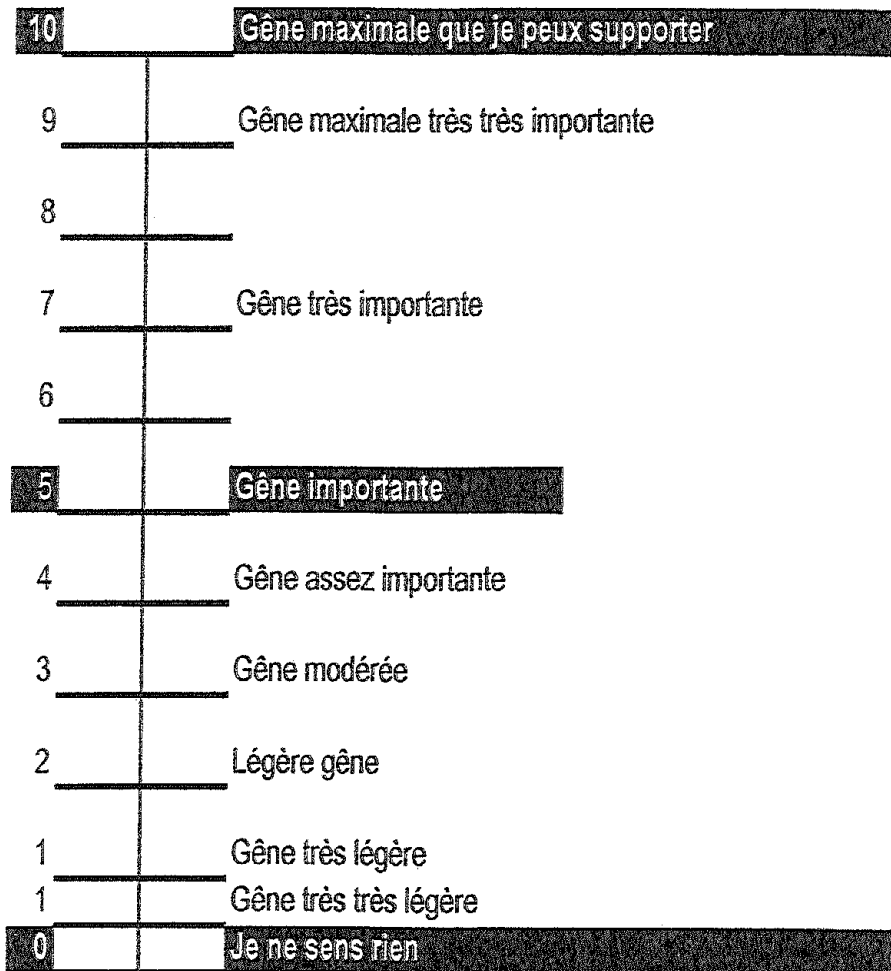 10 Gêne maximale que je peux supporter
9 Gêne maximale très très importante
8
7 Gêne très importante
6
5 Gêne importante
4 Gêne assez importante
3 Gêne modérée
2 Légère gêne
1 Gêne très légère
1 Gêne très très légère
0 Je ne sens rien